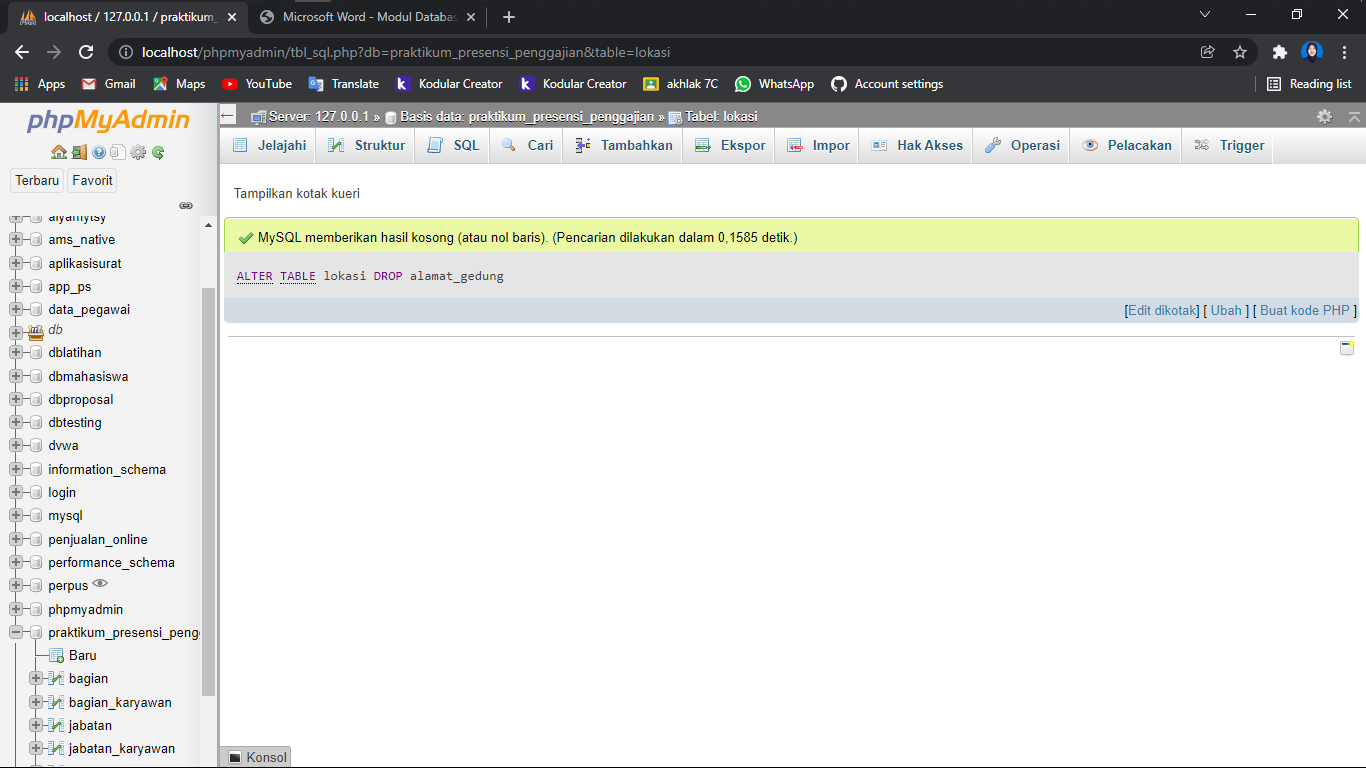 localhost / 127.0.0.1 / praktikum_
Microsoft Word - Modul Databas
localhost/phpmyadmin/tbl_sql.php?db=praktikum_presensi_penggajian&table=lokasi
Apps Gmail Maps YouTube Translate Kodular Creator Kodular Creator akhlak 7C WhatsApp Account settings Reading list
phpMyAdmin
Terbaru Favorit
Server: 127.0.0.1 » Basis data: praktikum_presensi_penggajian » Tabel: lokasi
Jelajahi Struktur SQL Cari Tambahkan Ekspor Impor Hak Akses Operasi Pelacakan Trigger
Tampilkan kotak kueri
MySQL memberikan hasil kosong (atau nol baris). (Pencarian dilakukan dalam 0,1585 detik.)
ALTER TABLE lokasi DROP alamat_gedung
[Edit dikotak] [ Ubah ] [ Buat kode PHP ]
aiyamytsy
ams_native
aplikasisurat
app_ps
data_pegawai
db
dblatihan
dbmahasiswa
dbproposal
dbtesting
dvwa
information_schema
login
mysql
penjualan_online
performance_schema
perpus
phpmyadmin
praktikum_presensi_peng
Baru
bagian
bagian_karyawan
jabatan
jabatan_karyawan
Konsol